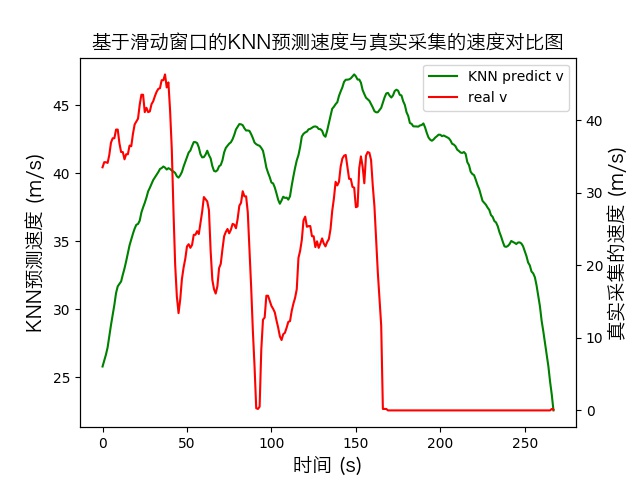 基于滑动窗口的KNN预测速度与真实采集的速度对比图
KNN predict v
real v
45
40
35
30
25
KNN预测速度 (m/s)
40
30
20
10
0
真实采集的速度 (m/s)
0 50 100 150 200 250
时间 (s)